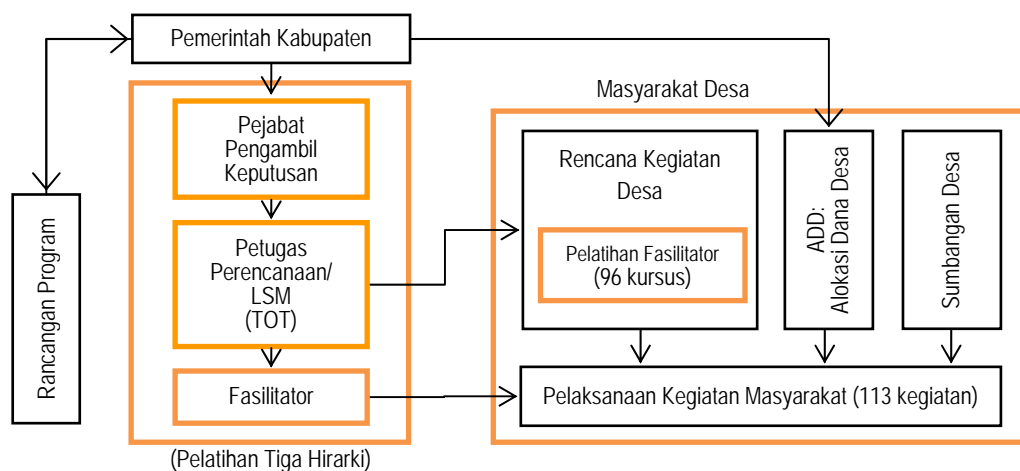 Pemerintah Kabupaten
Rancangan Program
Pejabat
Pengambil
Keputusan
Petugas
Perencanaan/
LSM
(TOT)
Fasilitator
(Pelatihan Tiga Hirarki)
Masyarakat Desa
Rencana Kegiatan
Desa
Pelatihan Fasilitator
(96 kursus)
ADD:
Alokasi Dana Desa
Sumbangan Desa
Pelaksanaan Kegiatan Masyarakat (113 kegiatan)